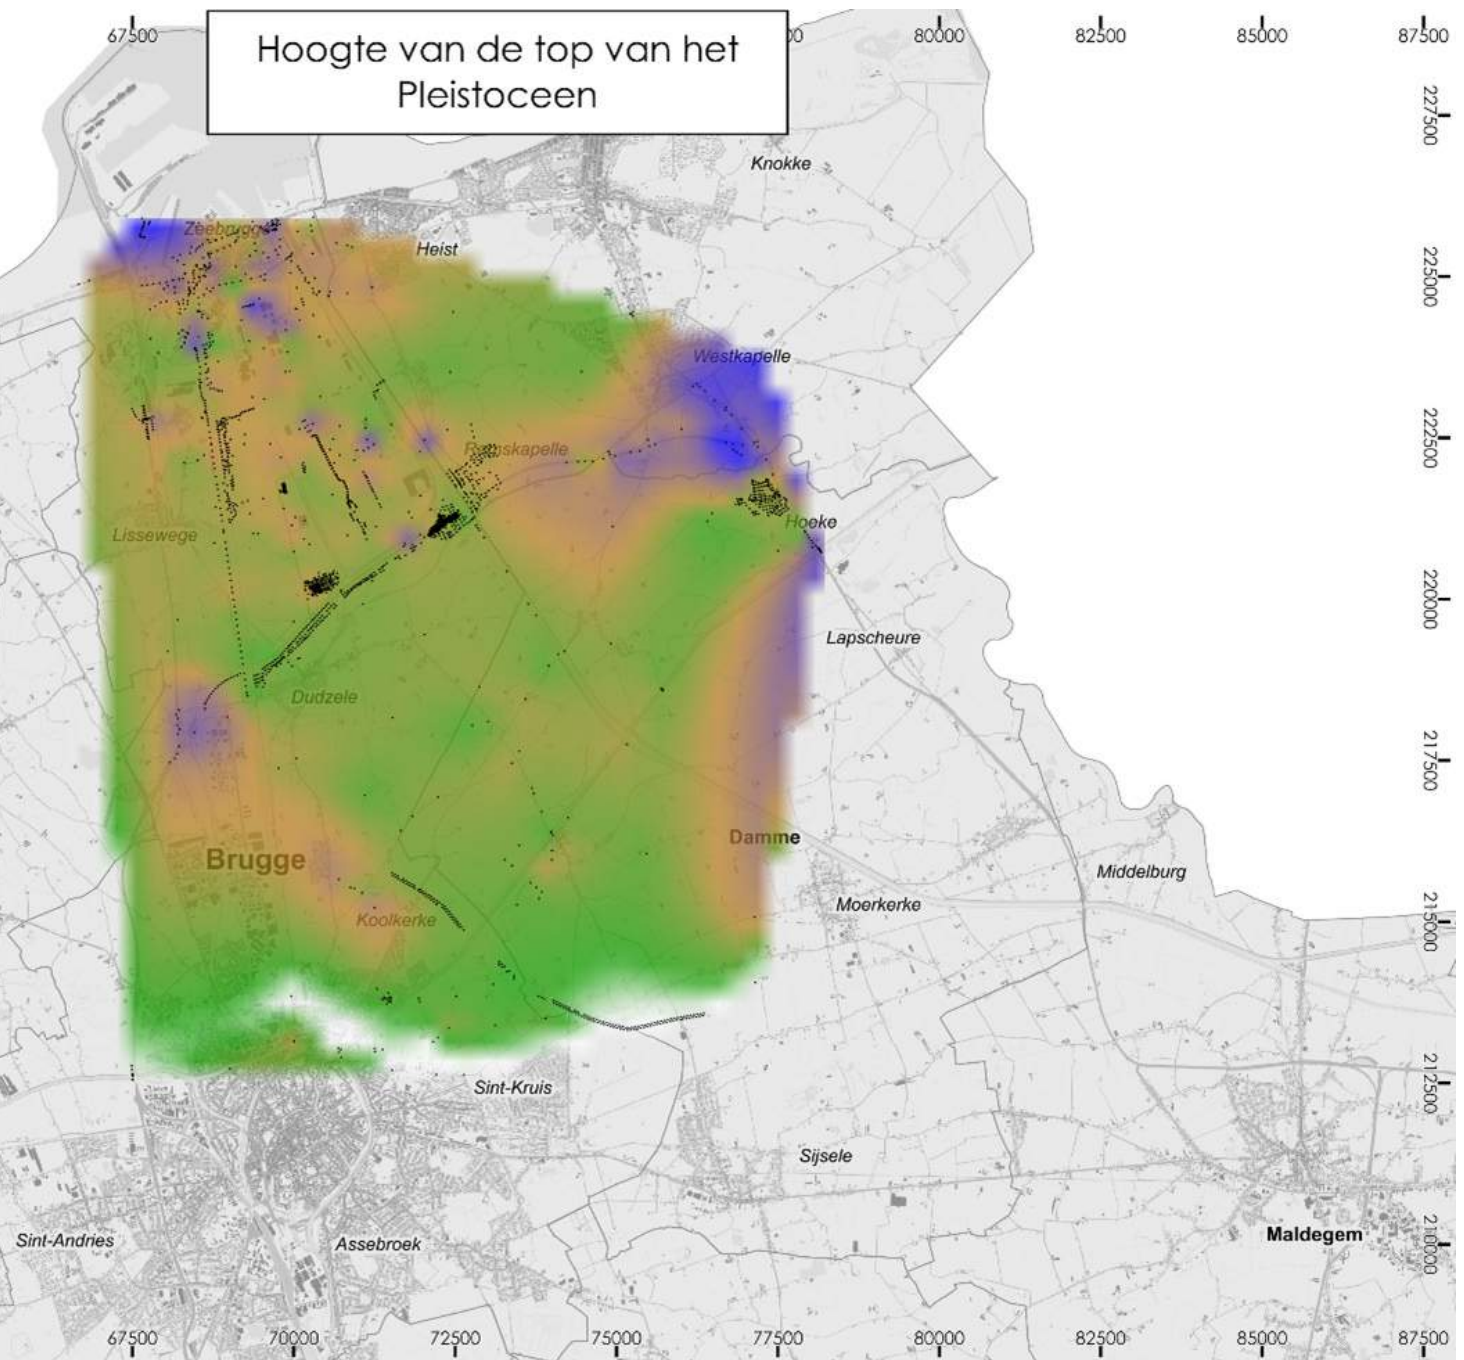 67500
80000
82500
85000
87500
Hoogte van de top van het
Pleistoceen
227500
Knokke
Zeebrugge
Heist
225000
Westkapelle
222500
Ramskapelle
Hoeke
Lissewege
220000
Lapscheure
Dudzele
217500
Damme
Brugge
Middelburg
Moerkerke
Koolkerke
215000
212500
Sint-Kruis
Sijsele
210000
Sint-Andries
Assebroek
Maldegem
67500
70000
72500
75000
77500
80000
82500
85000
87500